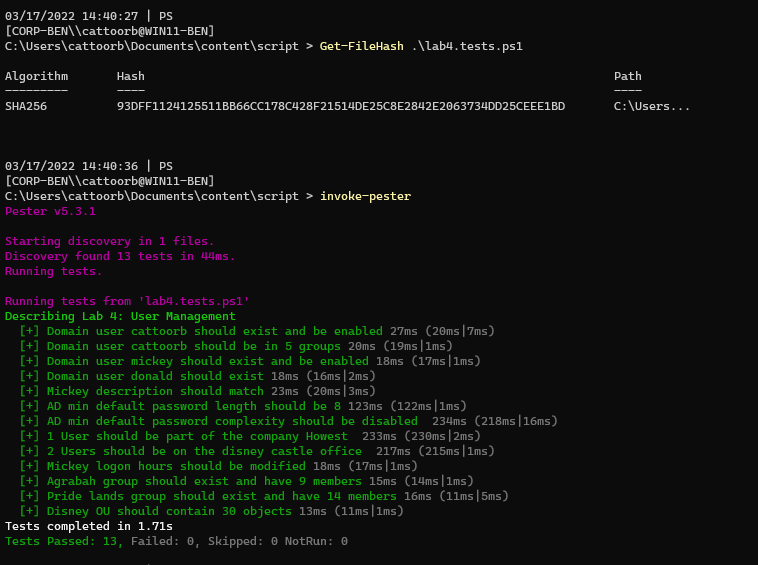 03/17/2022 14:40:27 | PS
[CORP-BEN\\cattoorb@WIN11-BEN]
C:\Users\cattoorb\Documents\content\script > Get-FileHash .\lab4.tests.ps1
Algorithm Hash Path
--------- ---- ----
SHA256 93DFF1124125511BB66CC178C428F21514DE25C8E2842E2063734DD25CEEE1BD C:\Users...
03/17/2022 14:40:36 | PS
[CORP-BEN\\cattoorb@WIN11-BEN]
C:\Users\cattoorb\Documents\content\script > invoke-pester
Pester v5.3.1
Starting discovery in 1 files.
Discovery found 13 tests in 44ms.
Running tests.
Running tests from 'lab4.tests.ps1'
Describing Lab 4: User Management
[+] Domain user cattoorb should exist and be enabled 27ms (20ms|7ms)
[+] Domain user cattoorb should be in 5 groups 20ms (19ms|1ms)
[+] Domain user mickey should exist and be enabled 18ms (17ms|1ms)
[+] Domain user donald should exist 18ms (16ms|2ms)
[+] Mickey description should match 23ms (20ms|3ms)
[+] AD min default password length should be 8 123ms (122ms|1ms)
[+] AD min default password complexity should be disabled  234ms (218ms|16ms)
[+] 1 User should be part of the company Howest  233ms (230ms|2ms)
[+] 2 Users should be on the disney castle office  217ms (215ms|1ms)
[+] Mickey logon hours should be modified 18ms (17ms|1ms)
[+] Agrabah group should exist and have 9 members 15ms (14ms|1ms)
[+] Pride lands group should exist and have 14 members 16ms (11ms|5ms)
[+] Disney OU should contain 30 objects 13ms (11ms|1ms)
Tests completed in 1.71s
Tests Passed: 13, Failed: 0, Skipped: 0 NotRun: 0